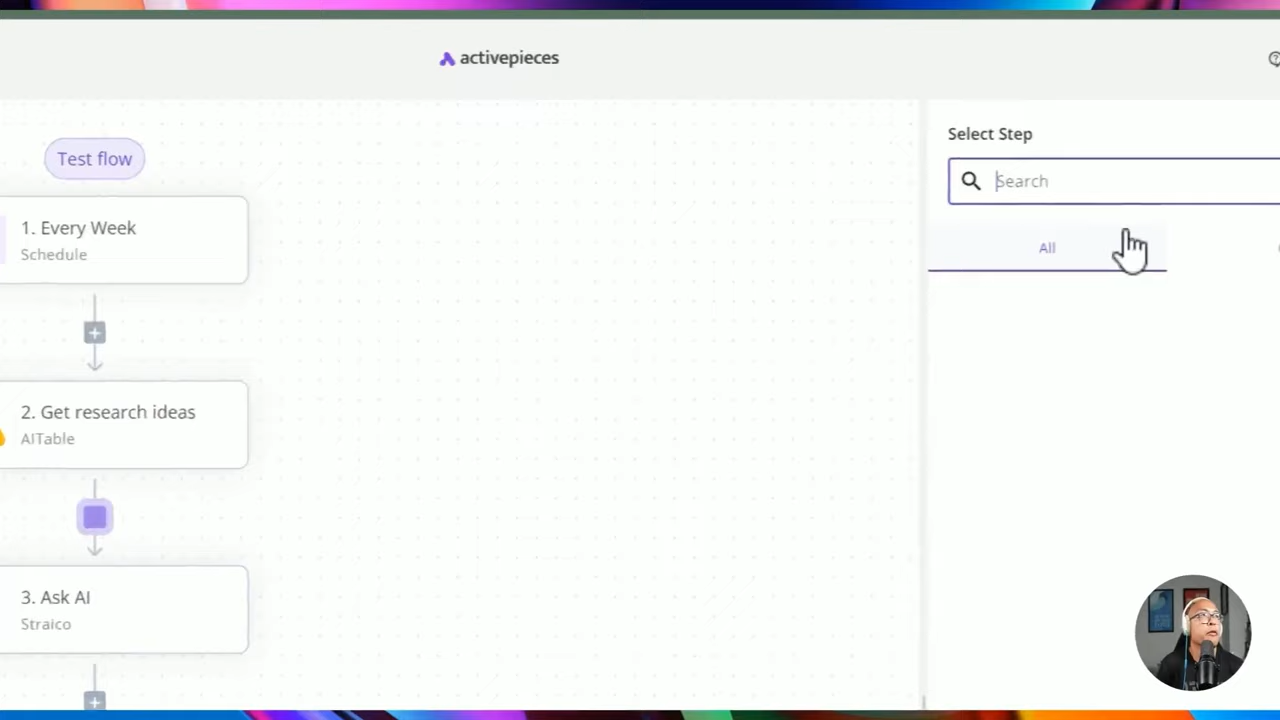 activepieces
Test flow
1. Every Week
Schedule
2. Get research ideas
AITable
3. Ask AI
Straico
Select Step
Search
All